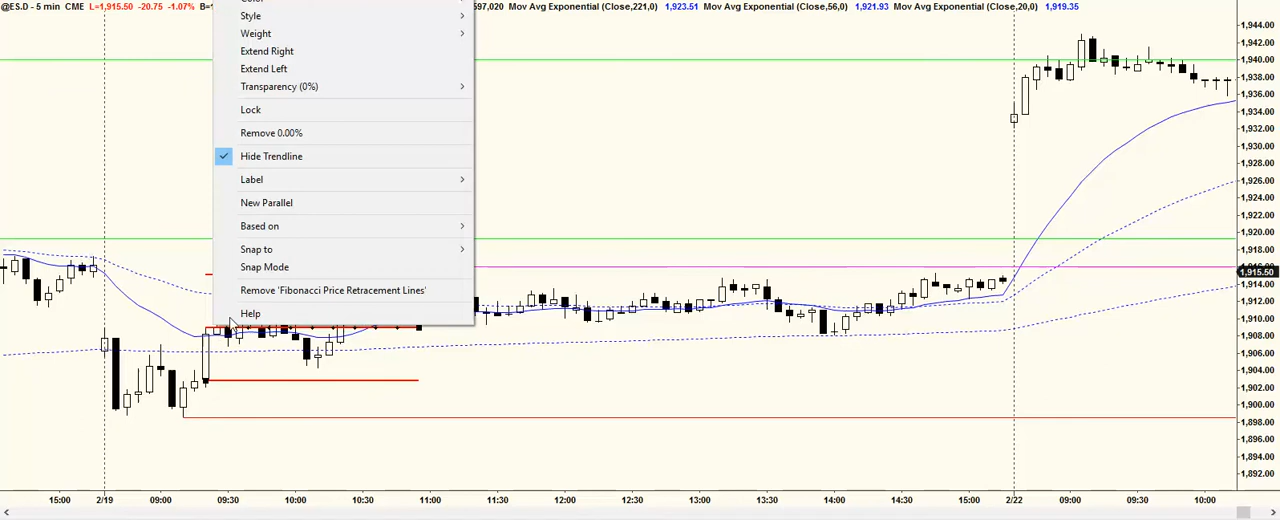 @ES.D - 5 min CME L=1,915.50 -20.75 -1.07% B=1 597,020 Mov Avg Exponential (Close,221,0) 1,923.51 Mov Avg Exponential (Close,56,0) 1,921.93 Mov Avg Exponential (Close,20,0) 1,919.35
Style
Weight
Extend Right
Extend Left
Transparency (0%)
Lock
Remove 0.00%
Hide Trendline
Label
New Parallel
Based on
Snap to
Snap Mode
Remove 'Fibonacci Price Retracement Lines'
Help
1,944.00
1,942.00
1,940.00
1,938.00
1,936.00
1,934.00
1,932.00
1,930.00
1,928.00
1,926.00
1,924.00
1,922.00
1,920.00
1,918.00
1,915.50
1,914.00
1,912.00
1,910.00
1,908.00
1,906.00
1,904.00
1,902.00
1,900.00
1,898.00
1,896.00
1,894.00
1,892.00
15:00 2/19 09:00 09:30 10:00 10:30 11:00 11:30 12:00 12:30 13:00 13:30 14:00 14:30 15:00 2/22 09:00 09:30 10:00